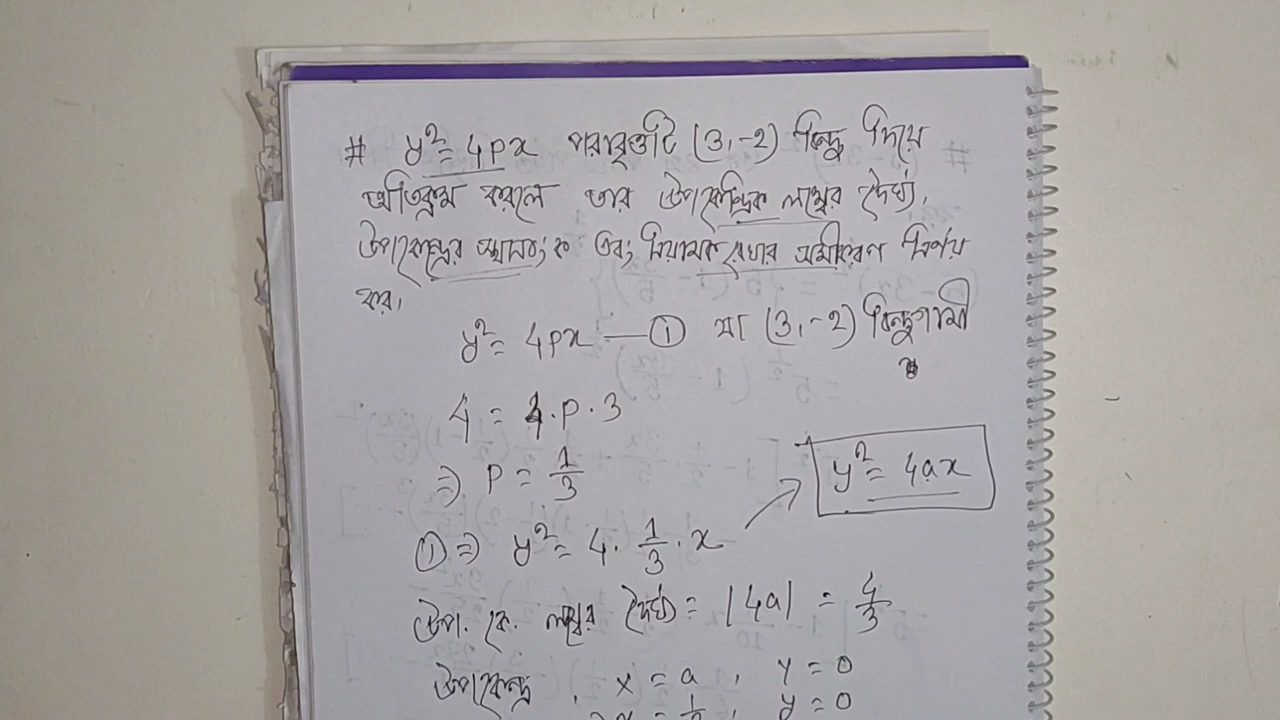 # y² = 4px পরাবৃত্তটি (3,-2) বিন্দু দিয়ে
অতিক্রম করলে তার উপকেন্দ্রিক লম্বের দৈর্ঘ্য,
উপকেন্দ্রের স্থানাংক এবং নিয়ামক রেখার সমীকরণ নির্ণয়
কর।
y² = 4px — ① যা (3,-2) বিন্দুগামী
4 = 4.p.3
⇒ p = 1/3
y² = 4ax
① ⇒ y² = 4. 1/3 . x
উপ. কে. লম্বের দৈর্ঘ্য = |4a| = 4/3
উপকেন্দ্র, x = a, y = 0
y = 0